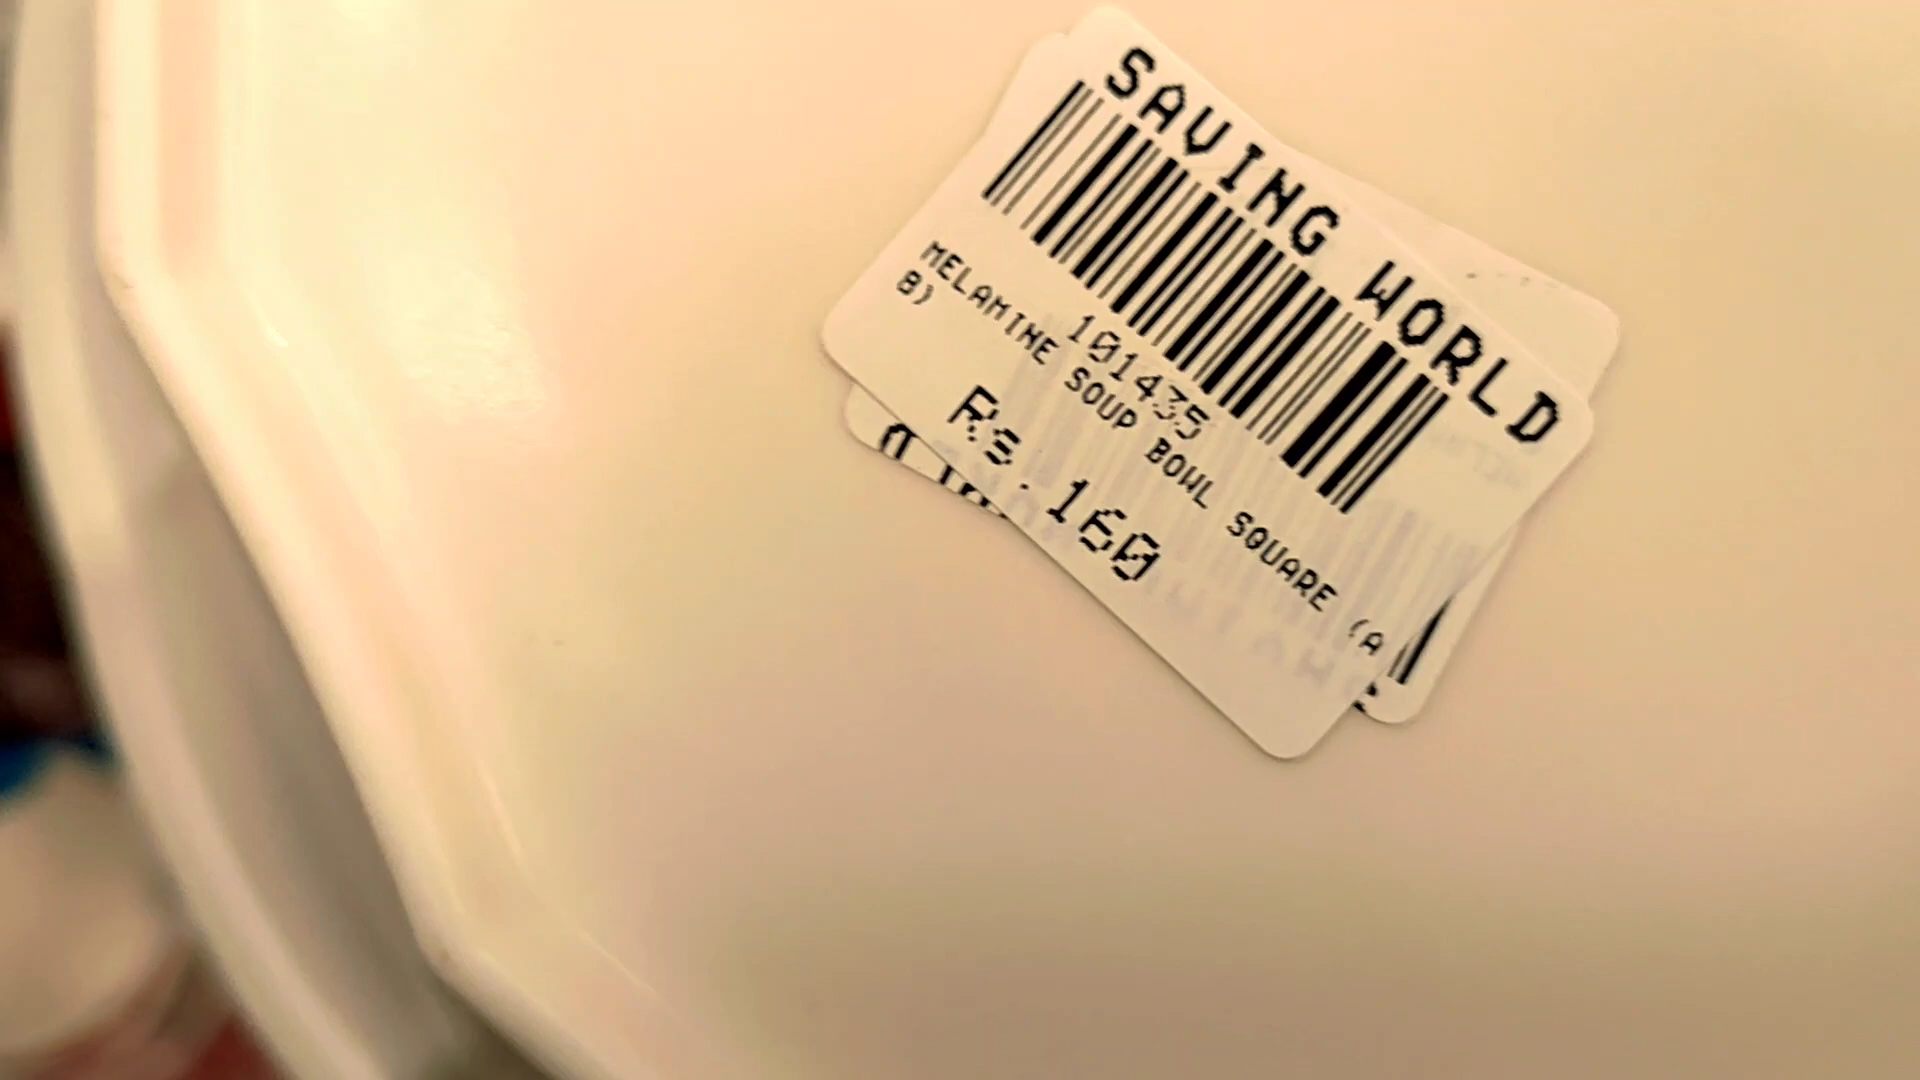 SAVING WORLD
101435
MELAMINE SOUP BOWL SQUARE (A
B)
Rs.160